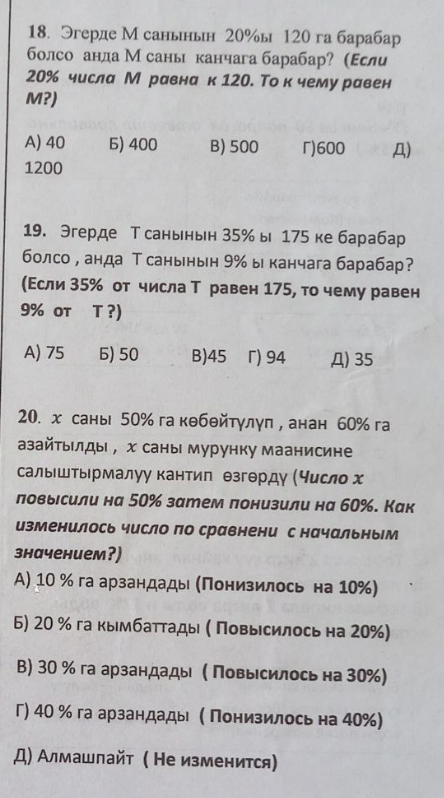 18. Эгерде М санынын 20%ы 120 га барабар
болсо анда М саны канчага барабар? (Если
20% числа М равна к 120. То к чему равен
М?)
А) 40 Б) 400 В) 500 Г)600 Д)
1200
19. Эгерде Т санынын 35% ы 175 ке барабар
болсо , анда Т санынын 9% ы канчага барабар?
(Если 35% от числа Т равен 175, то чему равен
9% от Т ?)
А) 75 Б) 50 В)45 Г) 94 Д) 35
20. x саны 50% га көбөйтүлүп , анан 60% га
азайтылды , x саны мурунку маанисине
салыштырмалуу кантип өзгөрдү (Число x
повысили на 50% затем понизили на 60%. Как
изменилось число по сравнени с начальным
значением?)
А) 10 % га арзандады (Понизилось на 10%)
Б) 20 % га кымбаттады ( Повысилось на 20%)
В) 30 % га арзандады ( Повысилось на 30%)
Г) 40 % га арзандады ( Понизилось на 40%)
Д) Алмашпайт ( Не изменится)